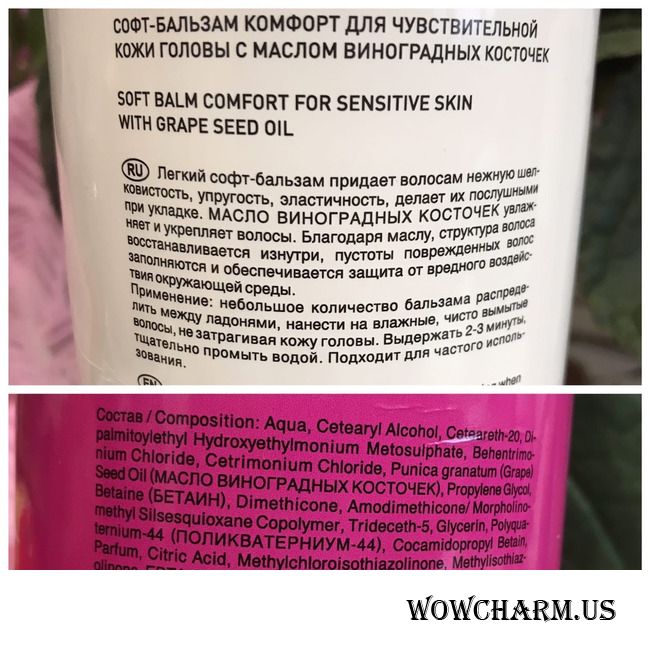 СОФТ-БАЛЬЗАМ КОМФОРТ ДЛЯ ЧУВСТВИТЕЛЬНОЙ
КОЖИ ГОЛОВЫ С МАСЛОМ ВИНОГРАДНЫХ КОСТОЧЕК
SOFT BALM COMFORT FOR SENSITIVE SKIN
WITH GRAPE SEED OIL
RU Легкий софт-бальзам придает волосам нежную шел-
ковистость, упругость, эластичность, делает их послушными
при укладке. МАСЛО ВИНОГРАДНЫХ КОСТОЧЕК увлаж-
няет и укрепляет волосы. Благодаря маслу, структура волоса
восстанавливается изнутри, пустоты поврежденных волос
заполняются и обеспечивается защита от вредного воздейс-
твия окружающей среды.
Применение: небольшое количество бальзама распреде-
лить между ладонями, нанести на влажные, чисто вымытые
волосы, не затрагивая кожу головы. Выдержать 2-3 минуты,
тщательно промыть водой. Подходит для частого исполь-
зования.
EN when
Состав / Composition: Aqua, Cetearyl Alcohol, Ceteareth-20, Di-
palmitoylethyl Hydroxyethylmonium Metosulphate, Behentrimo-
nium Chloride, Cetrimonium Chloride, Punica granatum (Grape)
Seed Oil (МАСЛО ВИНОГРАДНЫХ КОСТОЧЕК), Propylene Glycol,
Betaine (БЕТАИН), Dimethicone, Amodimethicone/ Morpholino-
methyl Silsesquioxane Copolymer, Trideceth-5, Glycerin, Polyqua-
ternium-44 (ПОЛИКВАТЕРНИУМ-44), Cocamidopropyl Betain,
Parfum, Citric Acid, Methylchloroisothiazolinone, Methylisothiaz-
WOWCHARM.US